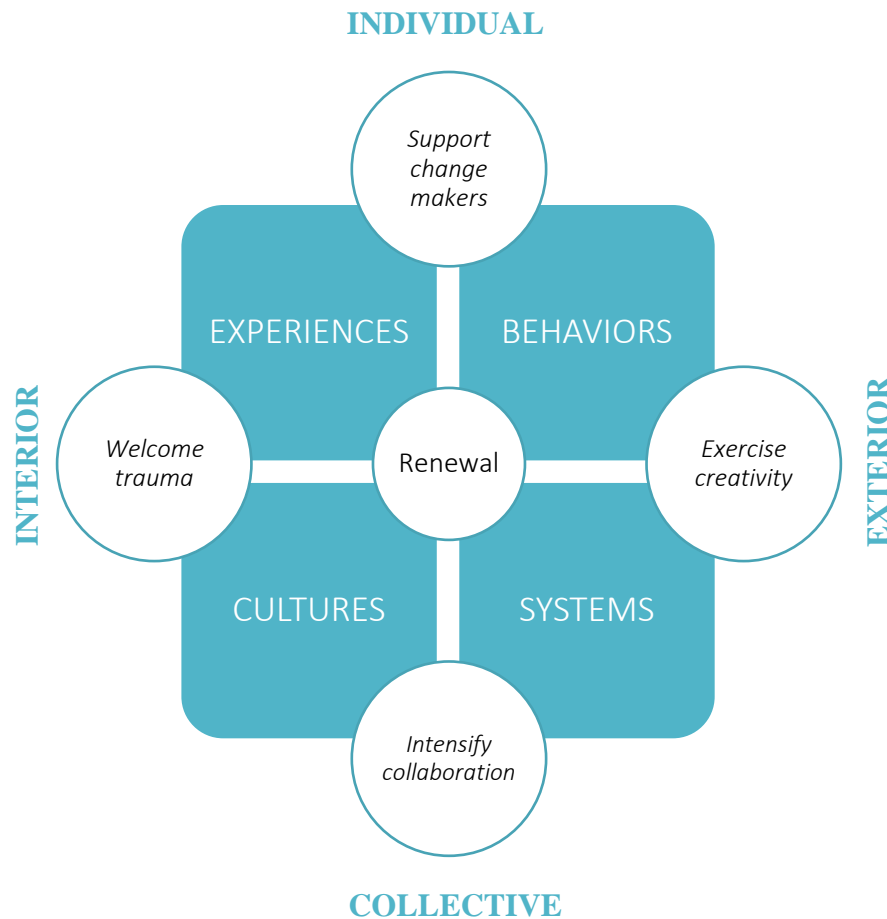 INDIVIDUAL
Support
change
makers
EXPERIENCES
BEHAVIORS
INTERIOR
Welcome
trauma
Renewal
Exercise
creativity
EXTERIOR
CULTURES
SYSTEMS
Intensify
collaboration
COLLECTIVE